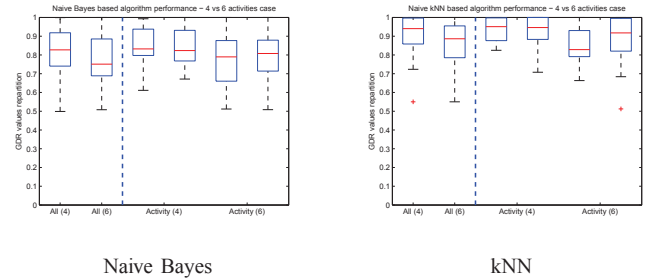 Naive Bayes based algorithm performance − 4 vs 6 activities case
GDR values repartition
1
0.9
0.8
0.7
0.6
0.5
0.4
0.3
0.2
0.1
0
All (4)
All (6)
Activity (4)
Activity (6)
Naive Bayes
Naive kNN based algorithm performance − 4 vs 6 activities case
GDR values repartition
1
0.9
0.8
0.7
0.6
0.5
0.4
0.3
0.2
0.1
0
All (4)
All (6)
Activity (4)
Activity (6)
kNN